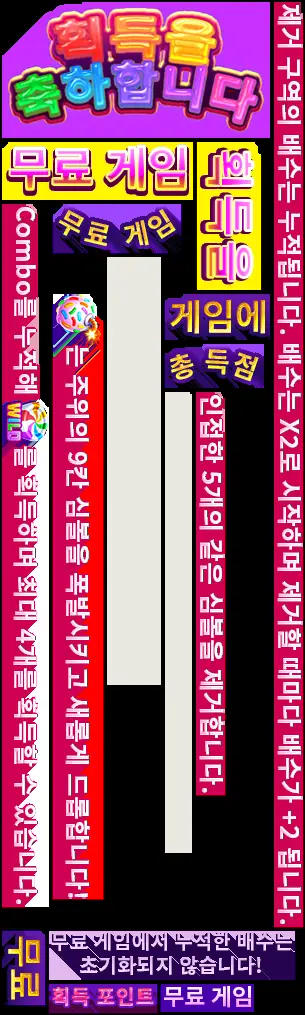 획득을
축하합니다
무료 게임
획득을
무료 게임
게임에
총 득점
제거 구역의 배수는 누적됩니다. 배수는 X2로 시작하며 제거할 때마다 배수가 +2 됩니다.
Combo를 누적해 WILD 를 획득하며 최대 4개를 획득할 수 있습니다.
는 주위의 9칸 심볼을 폭발시키고 새롭게 드롭합니다!
인접한 5개의 같은 심볼을 제거합니다.
무료
무료 게임에서 누적한 배수는
초기화되지 않습니다!
획득 포인트
무료 게임